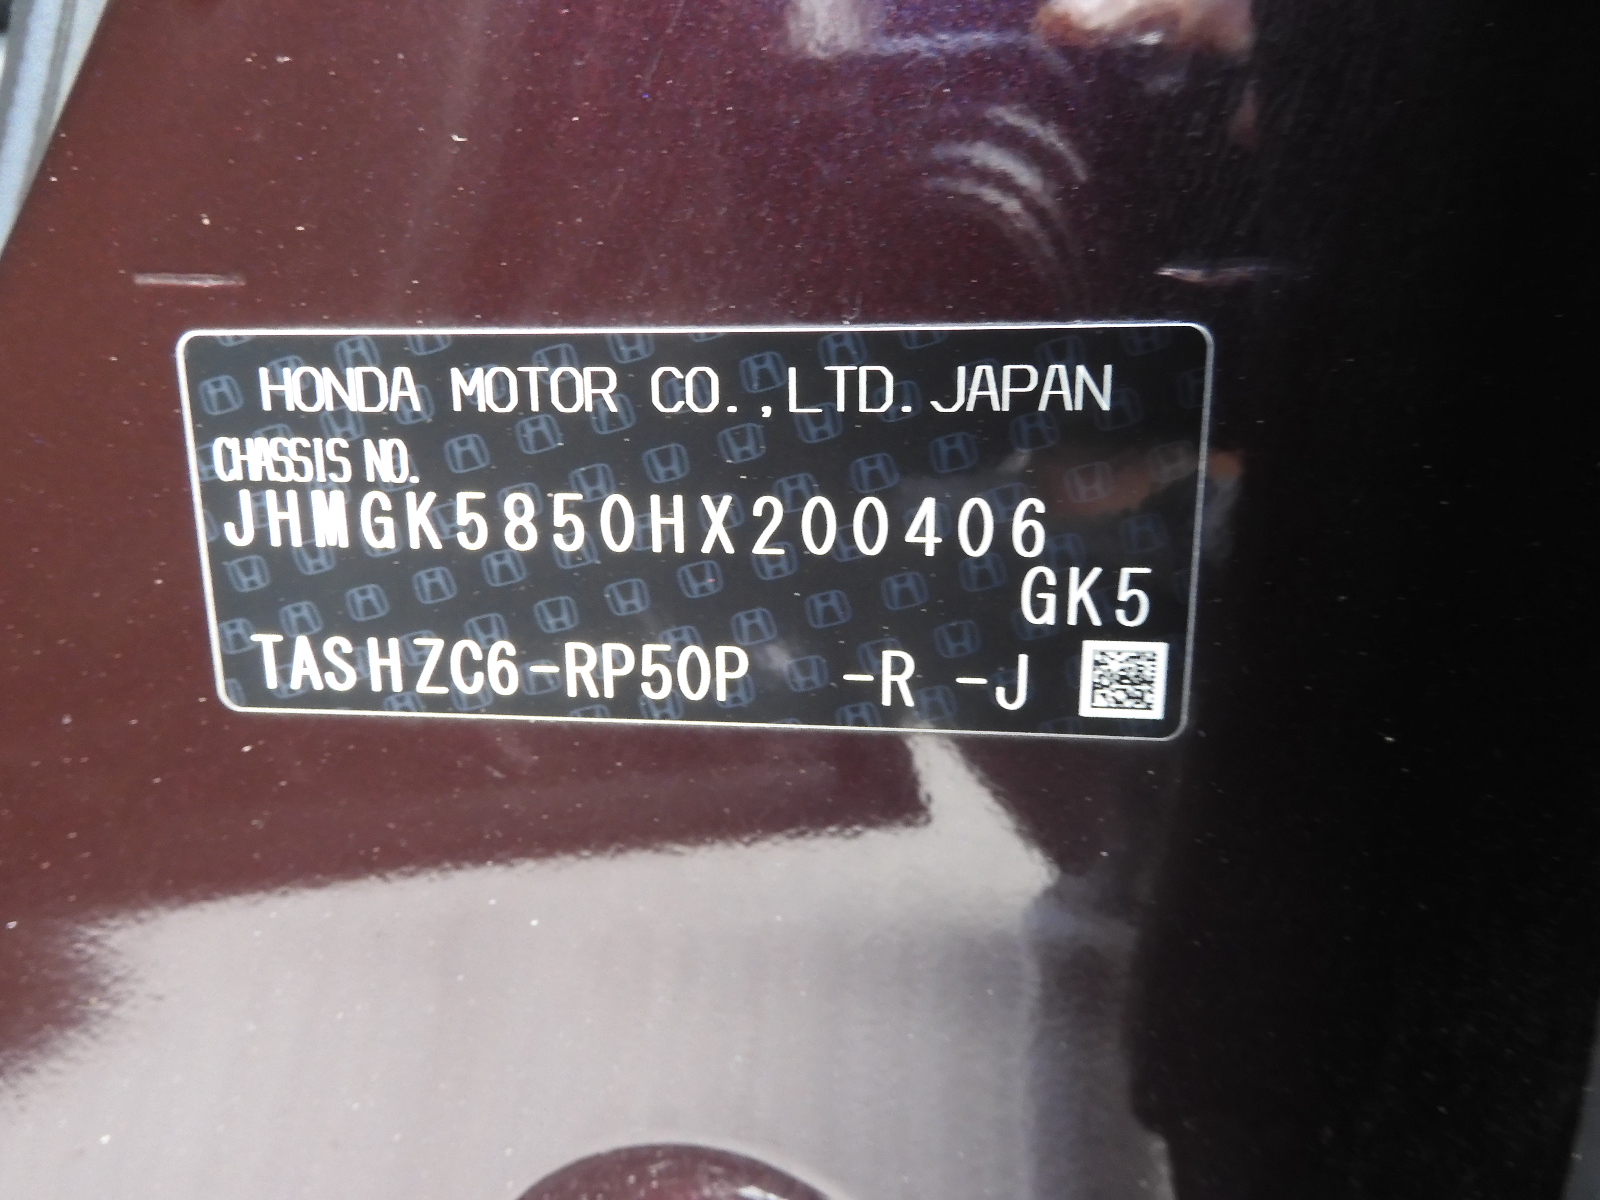 HONDA MOTOR CO.,LTD. JAPAN
CHASSIS NO.
JHMGK5850HX200406
GK5
TASHZC6-RP50P -R -J